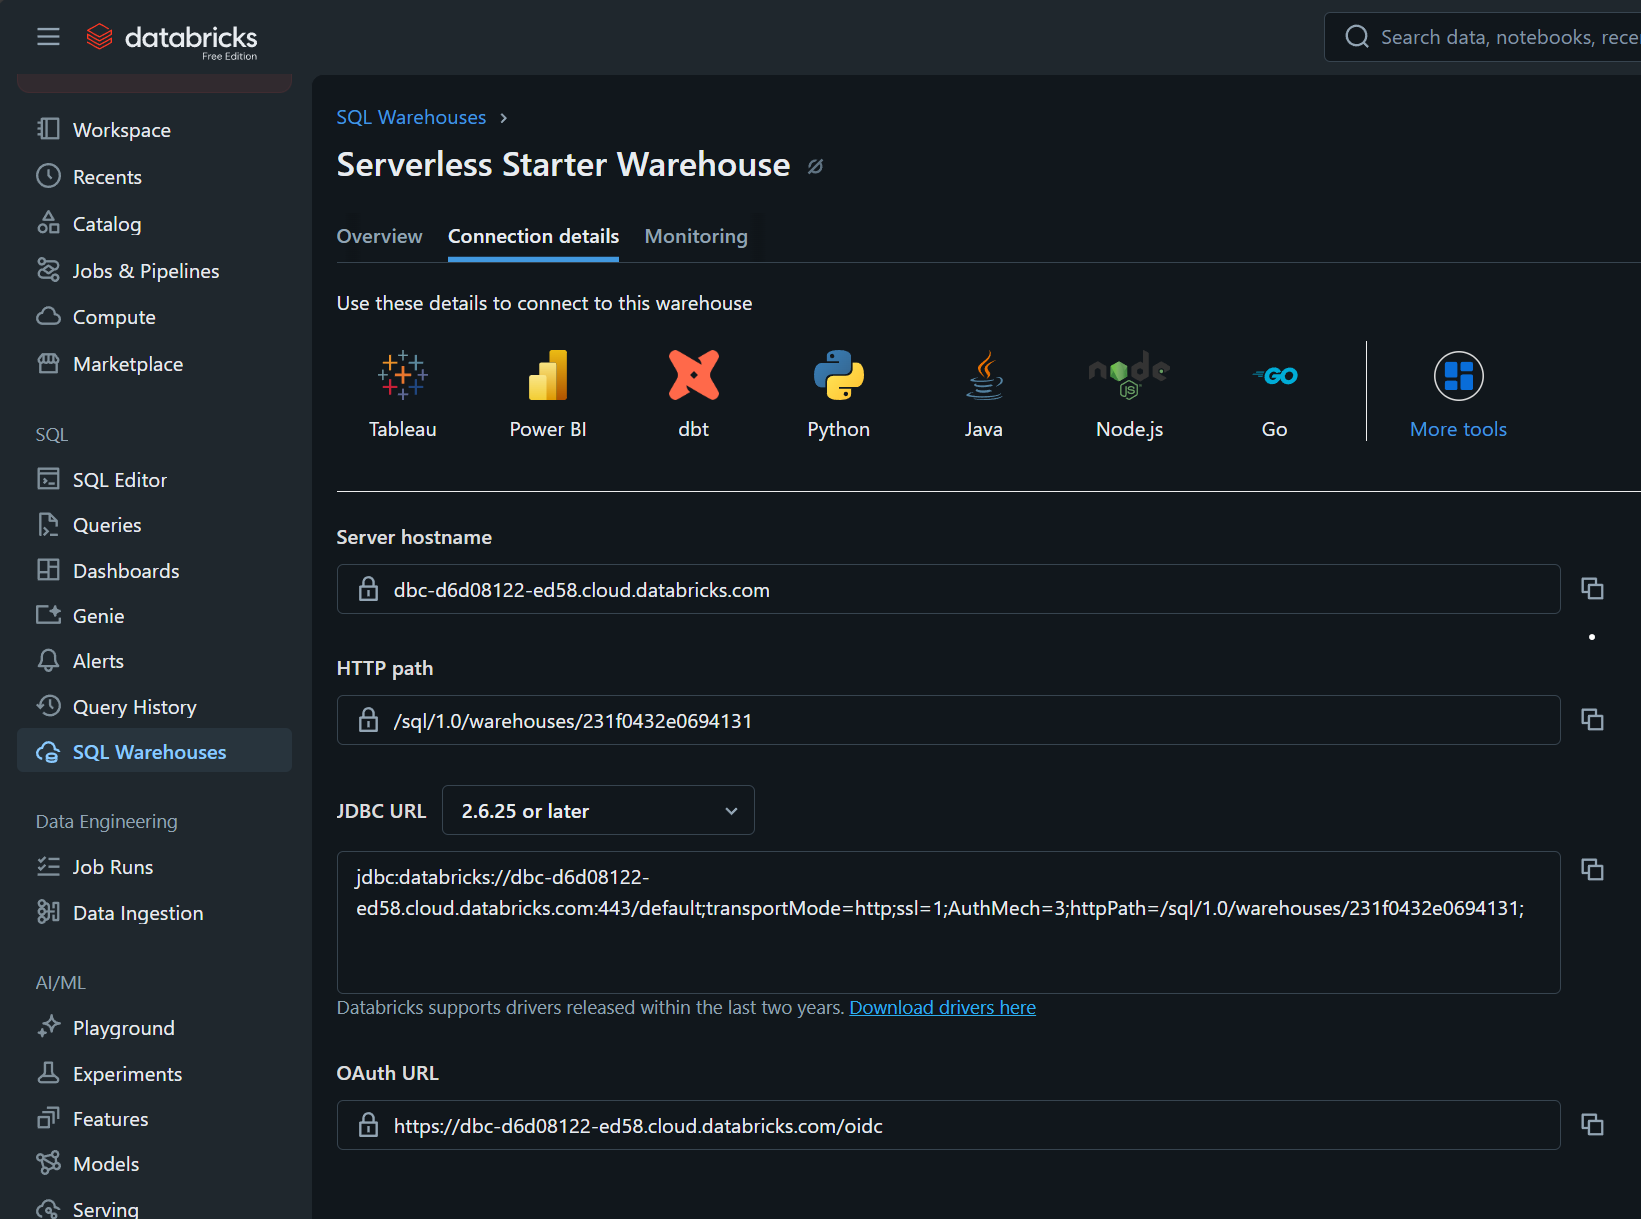 databricks
Free Edition
Search data, notebooks, rece
Workspace
Recents
Catalog
Jobs & Pipelines
Compute
Marketplace
SQL
SQL Editor
Queries
Dashboards
Genie
Alerts
Query History
SQL Warehouses
Data Engineering
Job Runs
Data Ingestion
AI/ML
Playground
Experiments
Features
Models
Serving
SQL Warehouses
Serverless Starter Warehouse
Overview
Connection details
Monitoring
Use these details to connect to this warehouse
Tableau
Power BI
dbt
Python
Java
node
JS
Node.js
GO
Go
More tools
Server hostname
dbc-d6d08122-ed58.cloud.databricks.com
HTTP path
/sql/1.0/warehouses/231f0432e0694131
JDBC URL
2.6.25 or later
jdbc:databricks://dbc-d6d08122-
ed58.cloud.databricks.com:443/default;transportMode=http;ssl=1;AuthMech=3;httpPath=/sql/1.0/warehouses/231f0432e0694131;
Databricks supports drivers released within the last two years. Download drivers here
OAuth URL
https://dbc-d6d08122-ed58.cloud.databricks.com/oidc